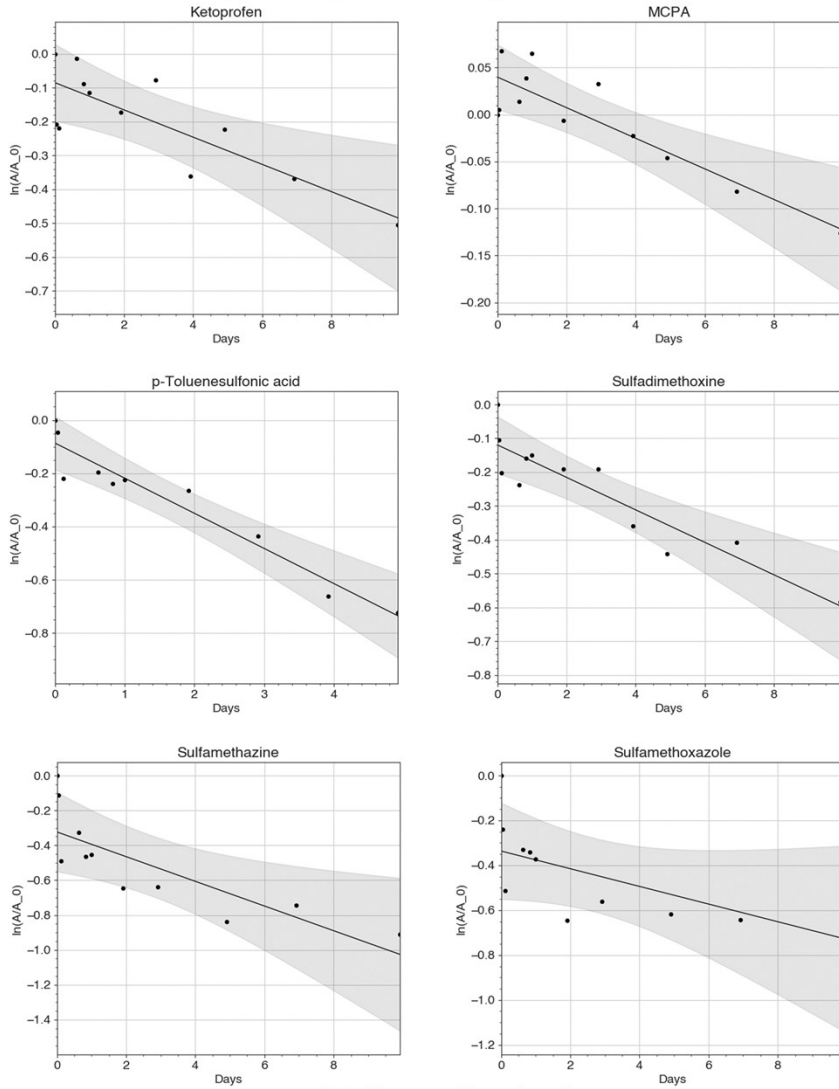 Ketoprofen
0.0
−0.1
−0.2
−0.3
−0.4
−0.5
−0.6
−0.7
ln(A/A_0)
0 2 4 6 8
Days
MCPA
0.05
0.00
−0.05
−0.10
−0.15
−0.20
ln(A/A_0)
0 2 4 6 8
Days
p-Toluenesulfonic acid
0.0
−0.2
−0.4
−0.6
−0.8
ln(A/A_0)
0 1 2 3 4
Days
Sulfadimethoxine
0.0
−0.1
−0.2
−0.3
−0.4
−0.5
−0.6
−0.7
−0.8
ln(A/A_0)
0 2 4 6 8
Days
Sulfamethazine
0.0
−0.2
−0.4
−0.6
−0.8
−1.0
−1.2
−1.4
ln(A/A_0)
0 2 4 6 8
Days
Sulfamethoxazole
0.0
−0.2
−0.4
−0.6
−0.8
−1.0
−1.2
ln(A/A_0)
0 2 4 6 8
Days